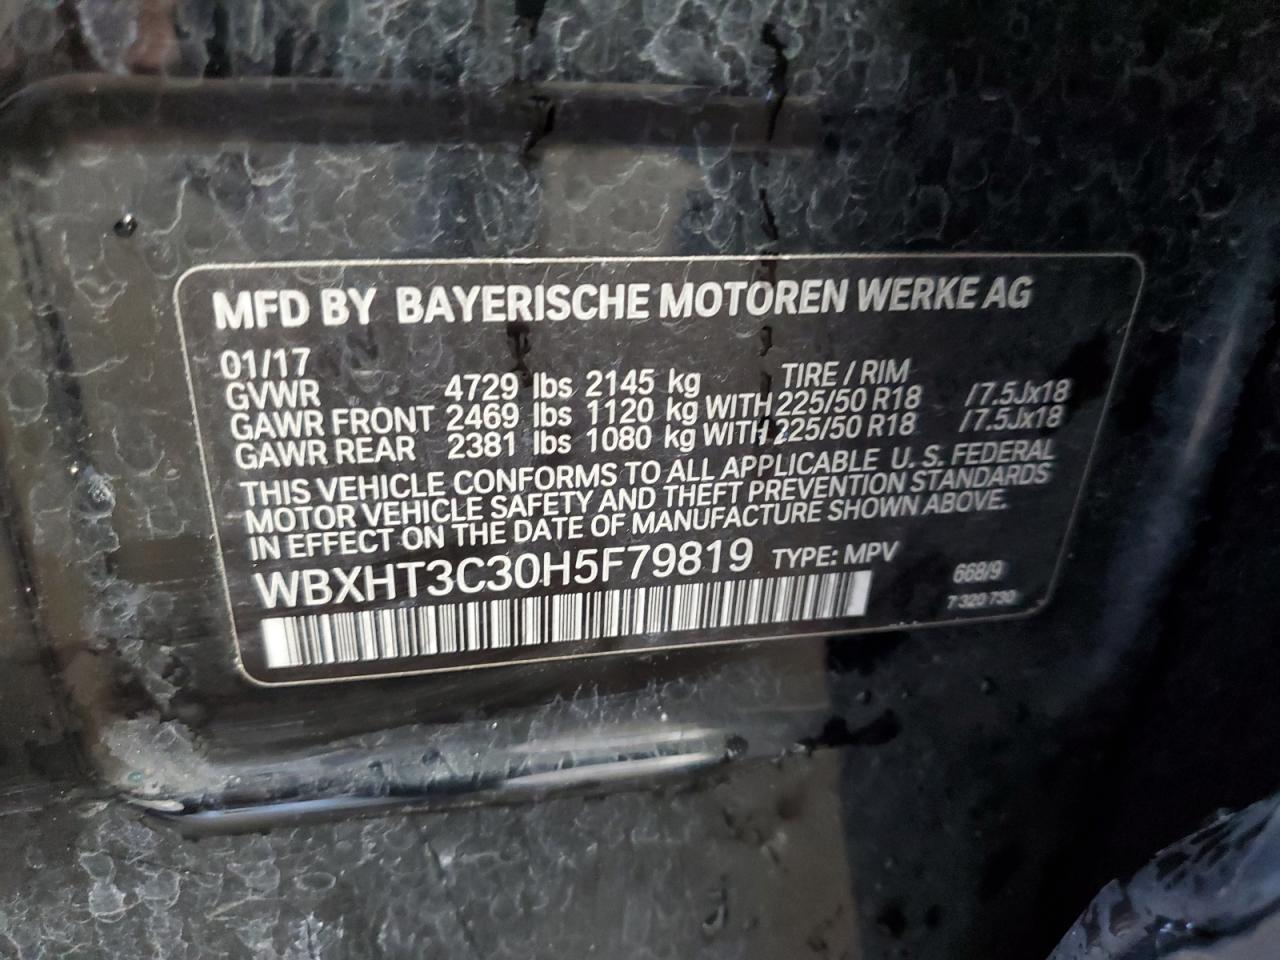 MFD BY BAYERISCHE MOTOREN WERKE AG
01/17 TIRE / RIM
GVWR 4729 lbs 2145 kg
GAWR FRONT 2469 lbs 1120 kg WITH 225/50 R18 /7.5Jx18
GAWR REAR 2381 lbs 1080 kg WITH 225/50 R18 /7.5Jx18
THIS VEHICLE CONFORMS TO ALL APPLICABLE U. S. FEDERAL
MOTOR VEHICLE SAFETY AND THEFT PREVENTION STANDARDS
IN EFFECT ON THE DATE OF MANUFACTURE SHOWN ABOVE.
WBXHT3C30H5F79819 TYPE: MPV
668/9
7 320 730